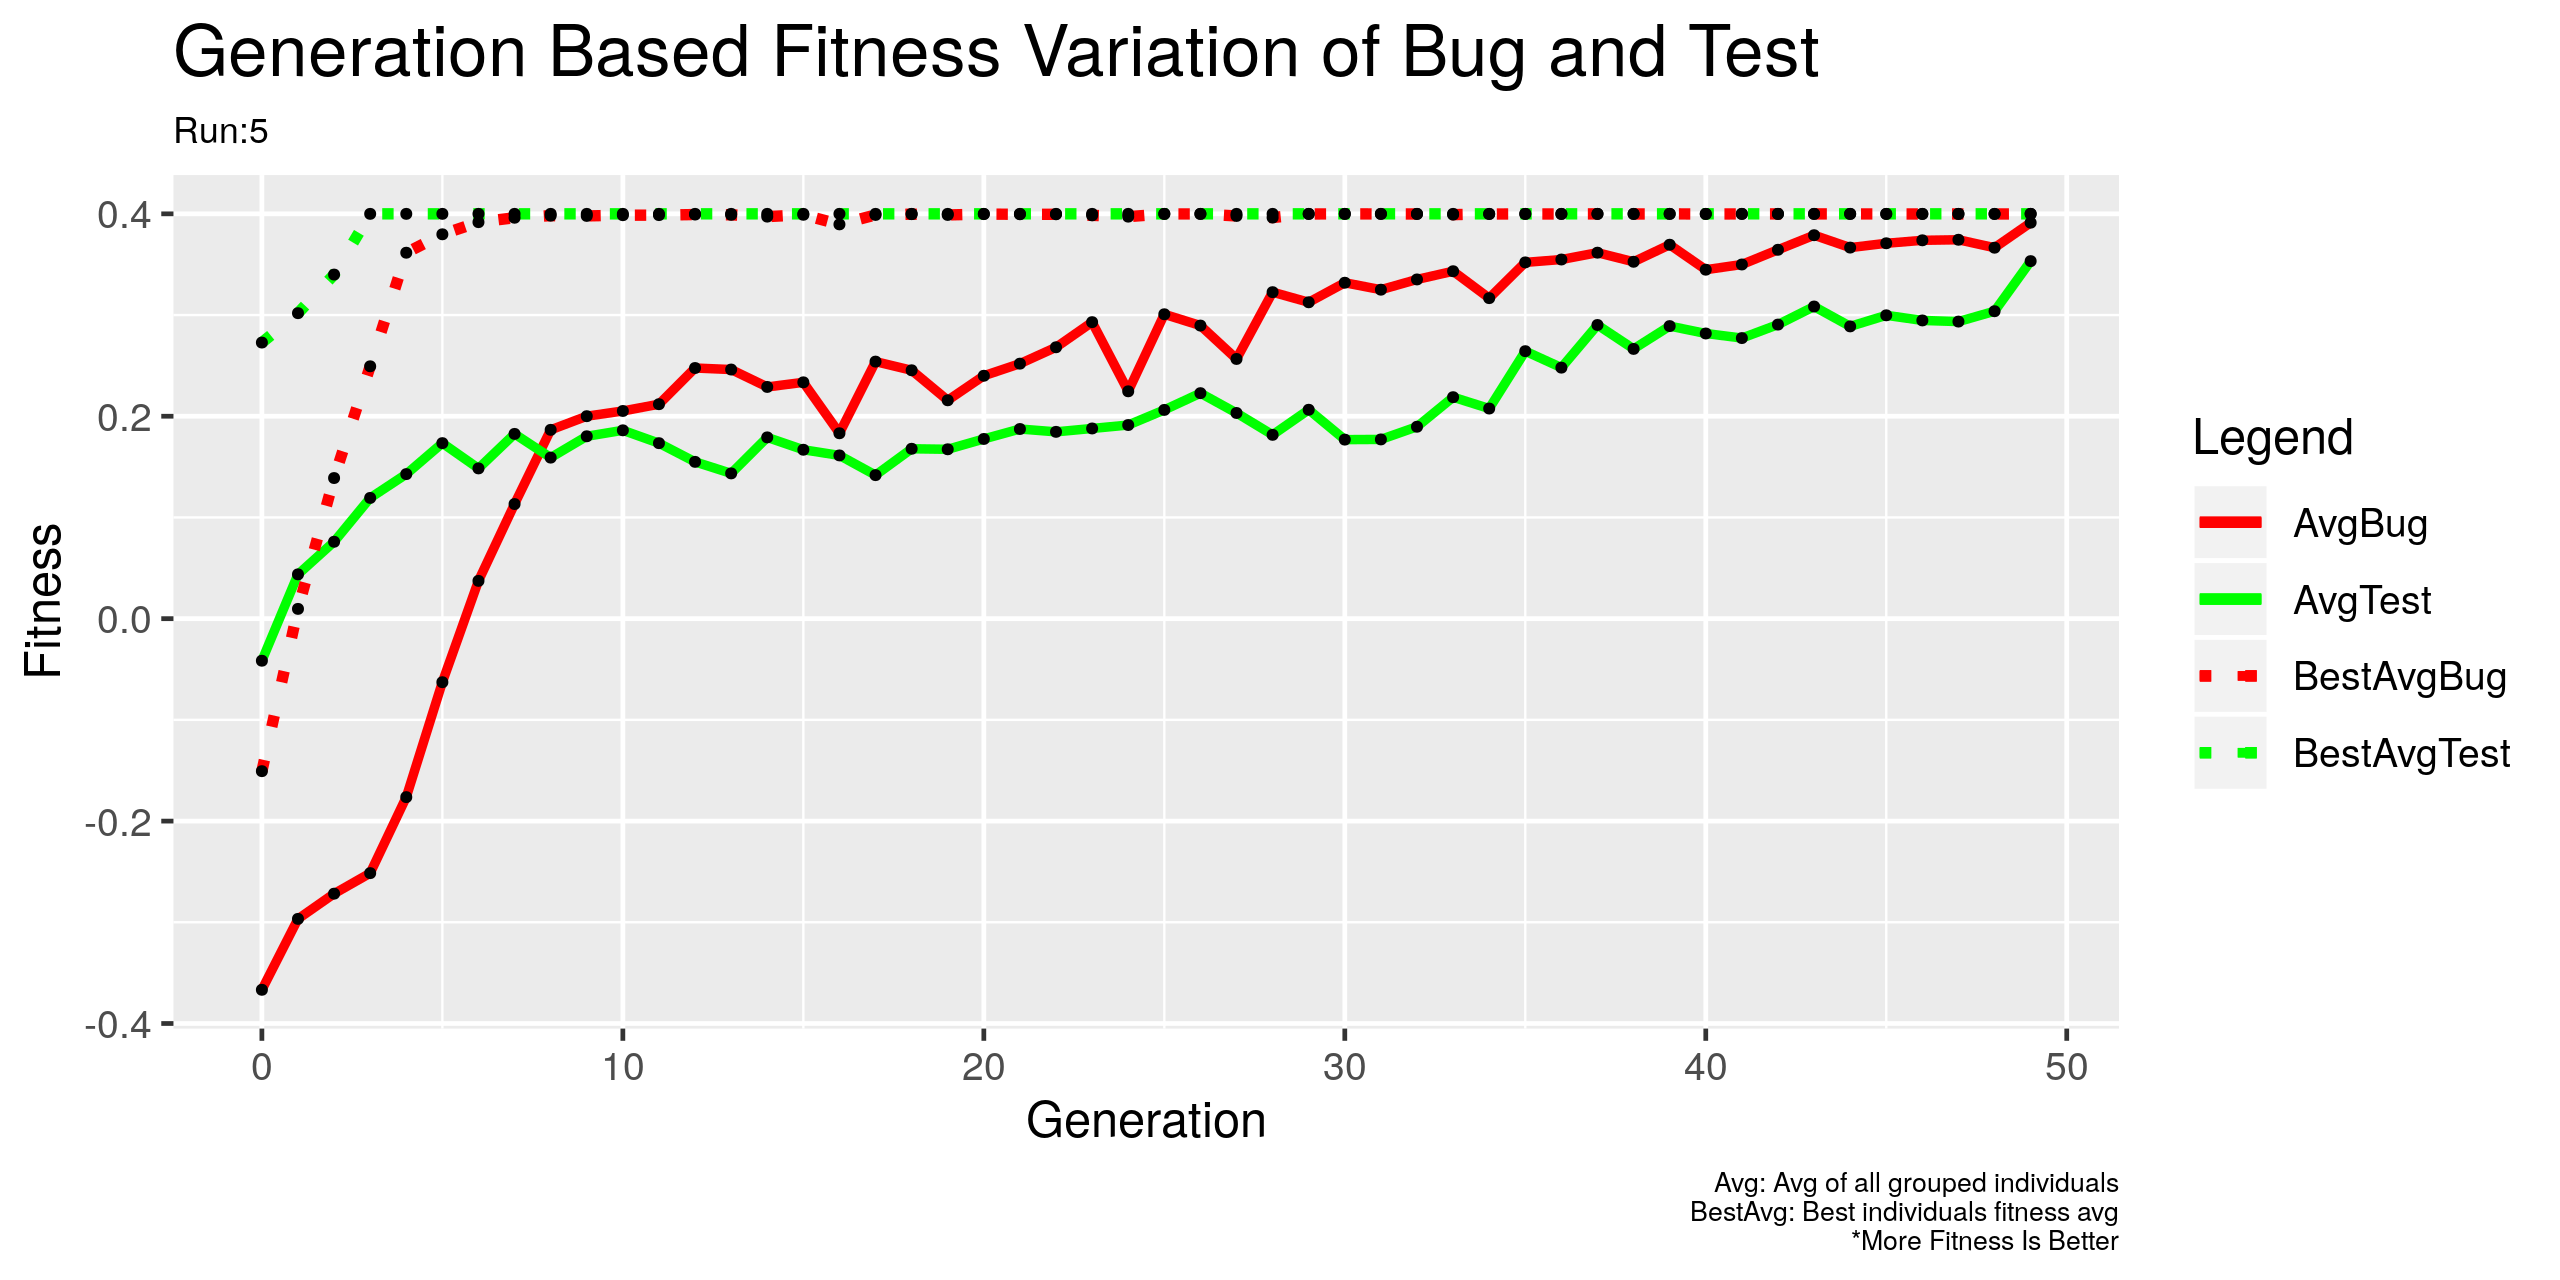 Generation Based Fitness Variation of Bug and Test
Run:5
Fitness
0.4
0.2
0.0
-0.2
-0.4
0 10 20 30 40 50
Generation
Legend
AvgBug
AvgTest
BestAvgBug
BestAvgTest
Avg: Avg of all grouped individuals
BestAvg: Best individuals fitness avg
*More Fitness Is Better